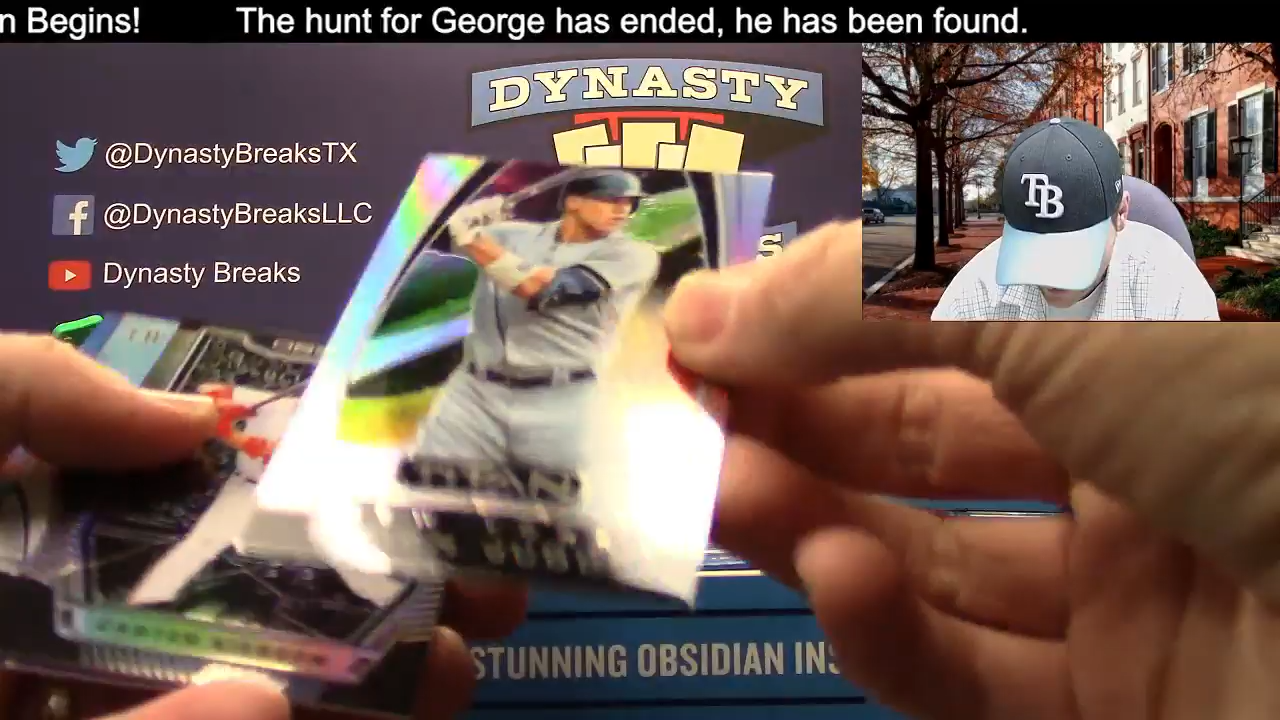 n Begins! The hunt for George has ended, he has been found.
DYNASTY
@DynastyBreaksTX
@DynastyBreaksLLC
Dynasty Breaks
S
TB
STUNNING OBSIDIAN INS